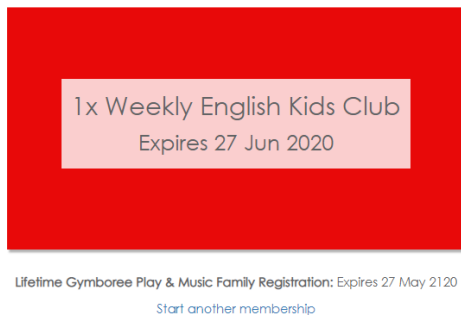 1x Weekly English Kids Club
Expires 27 Jun 2020
Lifetime Gymboree Play & Music Family Registration: Expires 27 May 2120
Start another membership